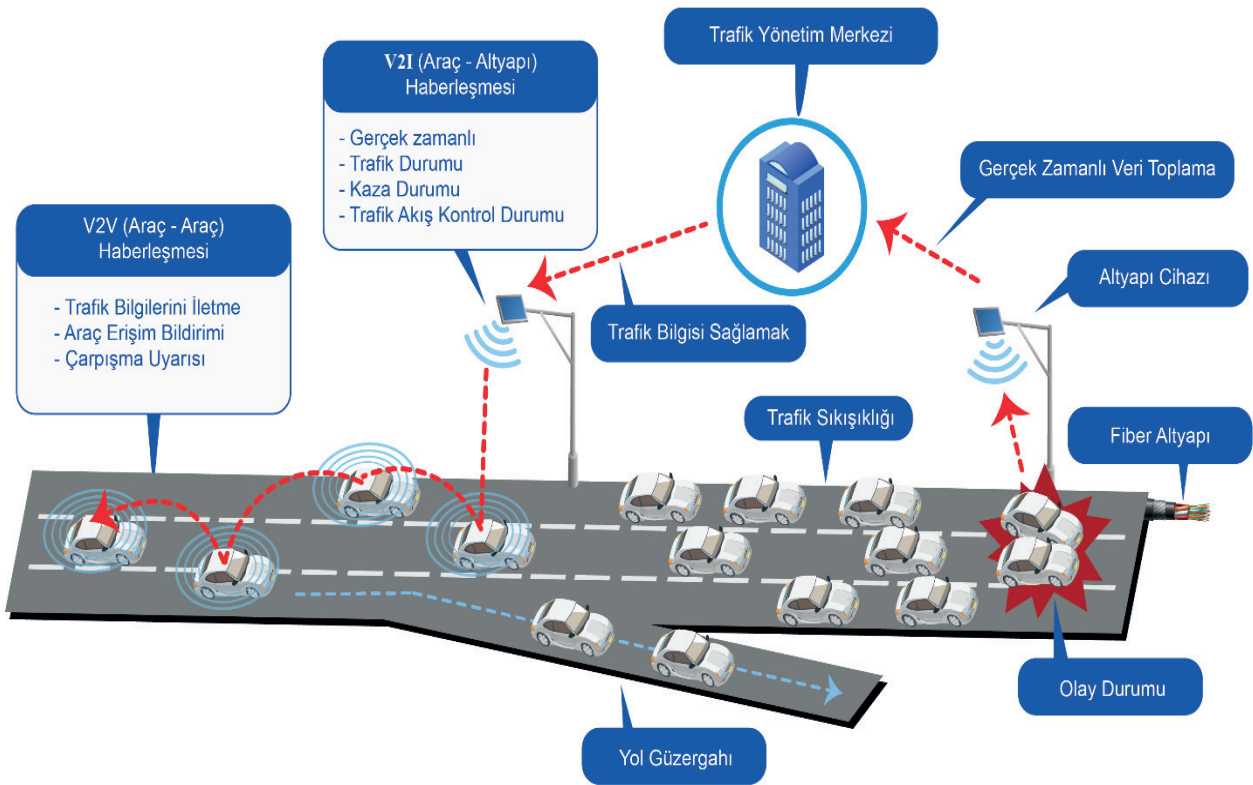 Trafik Yönetim Merkezi
V2I (Araç - Altyapı)
Haberleşmesi
- Gerçek zamanlı
- Trafik Durumu
- Kaza Durumu
- Trafik Akış Kontrol Durumu
Gerçek Zamanlı Veri Toplama
V2V (Araç - Araç)
Haberleşmesi
- Trafik Bilgilerini İletme
- Araç Erişim Bildirimi
- Çarpışma Uyarısı
Altyapı Cihazı
Trafik Bilgisi Sağlamak
Trafik Sıkışıklığı
Fiber Altyapı
Olay Durumu
Yol Güzergahı